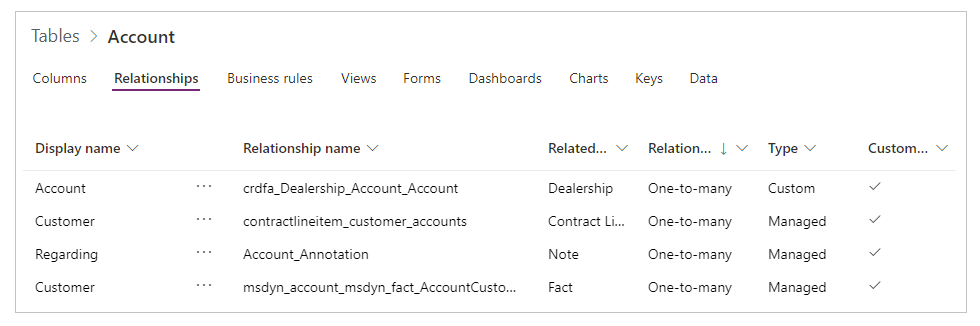 Tables > Account
Columns Relationships Business rules Views Forms Dashboards Charts Keys Data
Display name Relationship name Related... Relation... Type Custom...
Account ... crdfa_Dealership_Account_Account Dealership One-to-many Custom
Customer ... contractlineitem_customer_accounts Contract Li... One-to-many Managed
Regarding ... Account_Annotation Note One-to-many Managed
Customer ... msdyn_account_msdyn_fact_AccountCusto... Fact One-to-many Managed